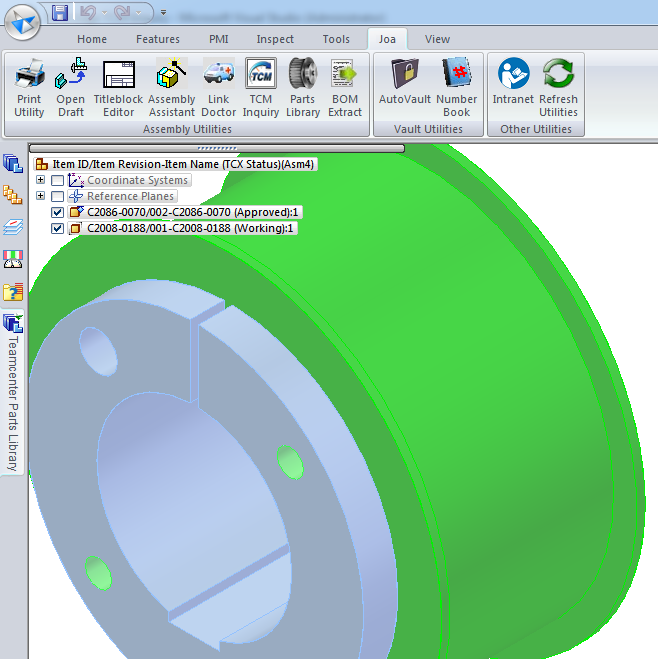 Microsoft Visual Studio (Administrator)
Home Features PMI Inspect Tools Joa View
Print Utility
Open Draft
Titleblock Editor
Assembly Assistant
Link Doctor
TCM Inquiry
Parts Library
BOM Extract
AutoVault
Number Book
Intranet
Refresh Utilities
Assembly Utilities
Vault Utilities
Other Utilities
TCM
Item ID/Item Revision-Item Name (TCX Status)(Asm4)
Coordinate Systems
Reference Planes
C2086-0070/002-C2086-0070 (Approved):1
C2008-0188/001-C2008-0188 (Working):1
Teamcenter Parts Library